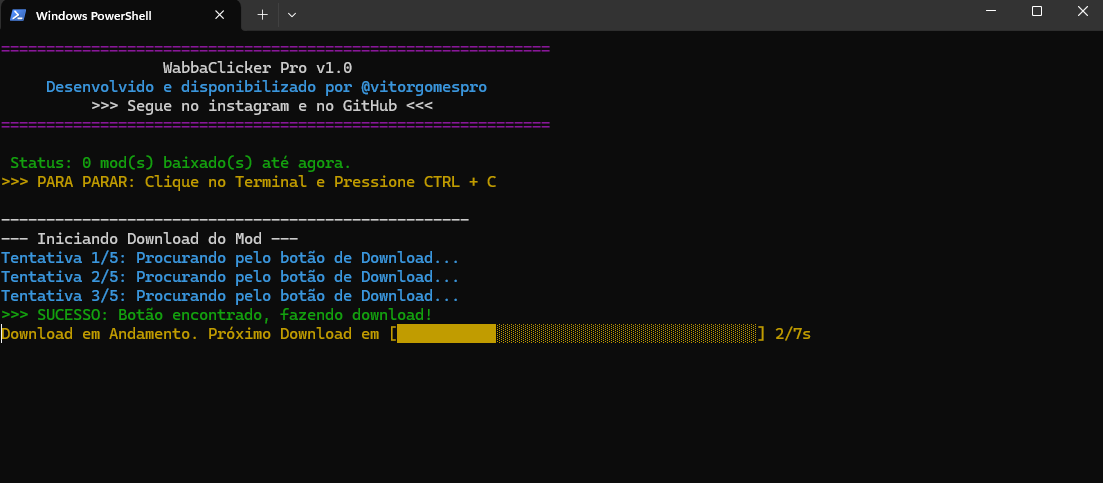 Windows PowerShell
============================================================
WabbaClicker Pro v1.0
Desenvolvido e disponibilizado por @vitorgomespro
>>> Segue no instagram e no GitHub <<<
============================================================
Status: 0 mod(s) baixado(s) até agora.
>>> PARA PARAR: Clique no Terminal e Pressione CTRL + C
----------------------------------------------------
--- Iniciando Download do Mod ---
Tentativa 1/5: Procurando pelo botão de Download...
Tentativa 2/5: Procurando pelo botão de Download...
Tentativa 3/5: Procurando pelo botão de Download...
>>> SUCESSO: Botão encontrado, fazendo download!
Download em Andamento. Próximo Download em [███████████░░░░░░░░░░░░░░░░░░░░░░░░░░░░░] 2/7s